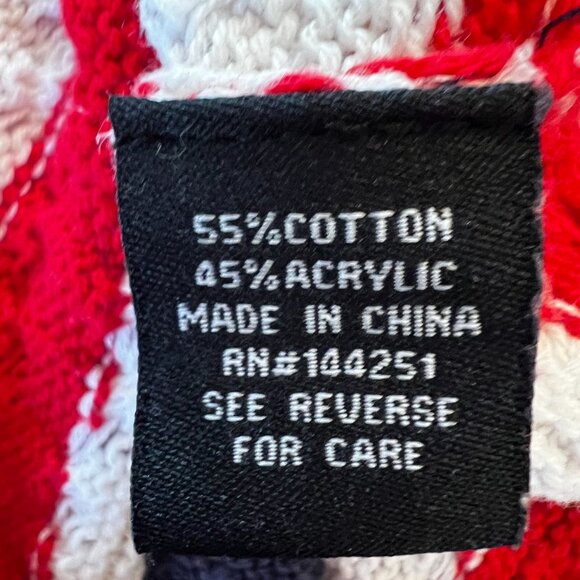 55%COTTON
45%ACRYLIC
MADE IN CHINA
RN#144251
SEE REVERSE
FOR CARE